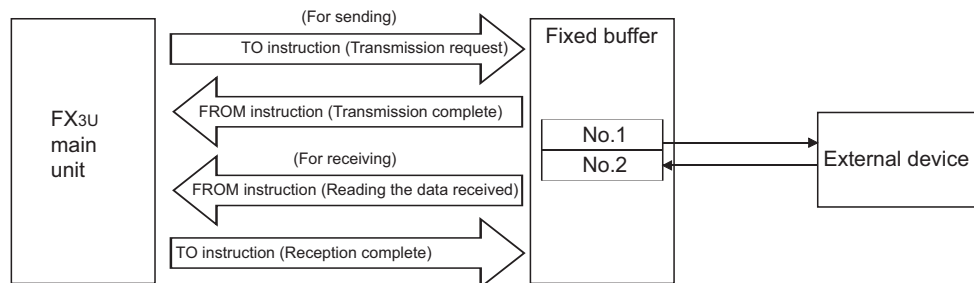 (For sending)
TO instruction (Transmission request)
FROM instruction (Transmission complete)
(For receiving)
FROM instruction (Reading the data received)
TO instruction (Reception complete)
FX3U
main
unit
Fixed buffer
No.1
No.2
External device